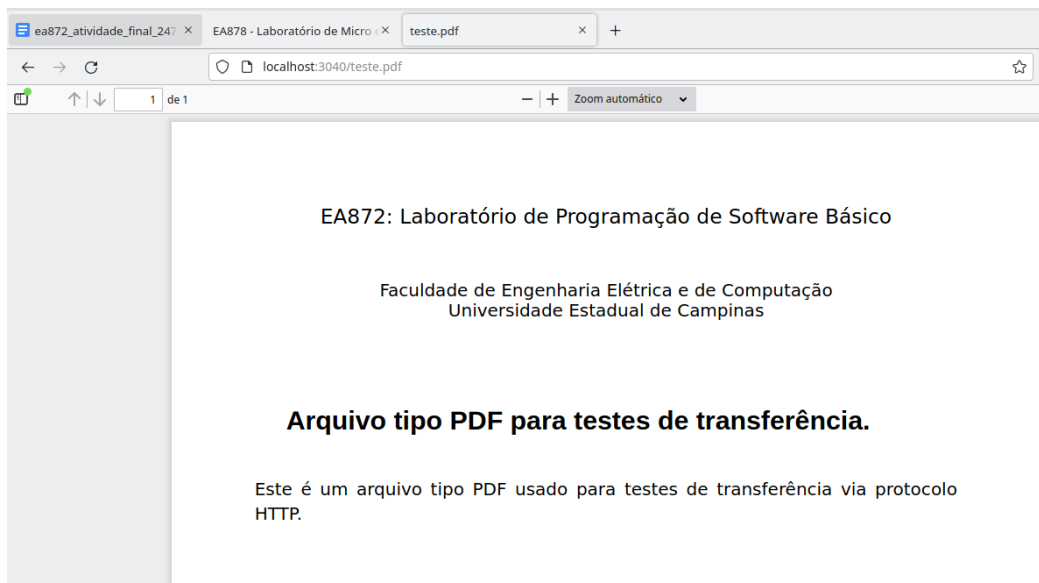 ea872_atividade_final_247
EA878 - Laboratório de Micro
teste.pdf
localhost:3040/teste.pdf
1 de 1
Zoom automático
EA872: Laboratório de Programação de Software Básico
Faculdade de Engenharia Elétrica e de Computação
Universidade Estadual de Campinas
Arquivo tipo PDF para testes de transferência.
Este é um arquivo tipo PDF usado para testes de transferência via protocolo
HTTP.